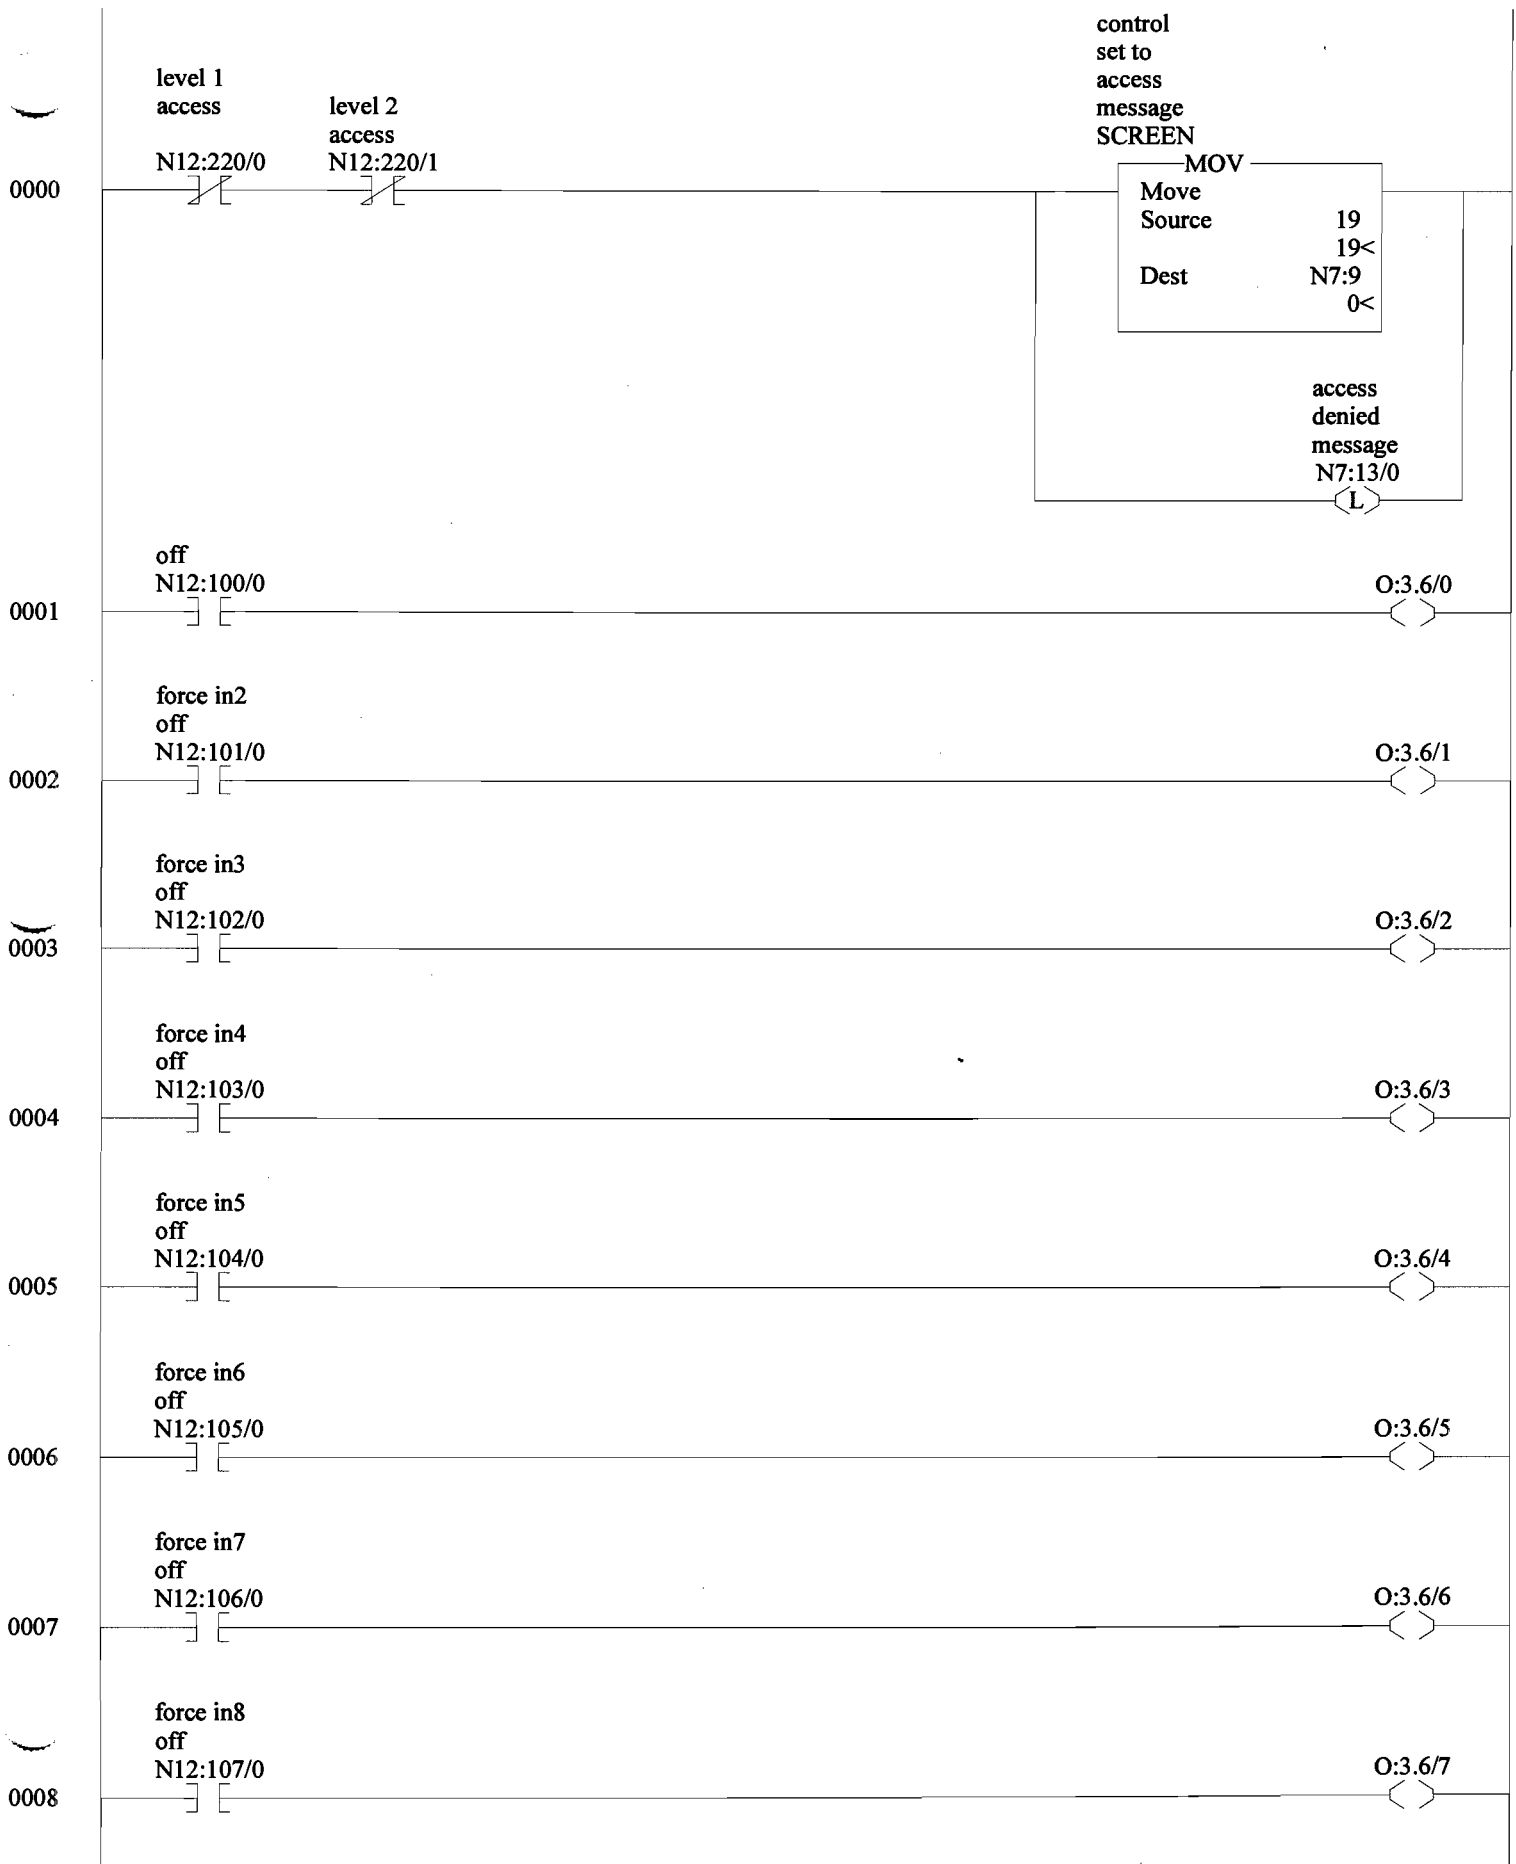 control
set to
access
message
SCREEN
level 1
access
level 2
access
N12:220/0
N12:220/1
MOV
0000
Move
Source 19
19<
Dest N7:9
0<
access
denied
message
N7:13/0
L
off
N12:100/0
O:3.6/0
0001
force in2
off
N12:101/0
O:3.6/1
0002
force in3
off
N12:102/0
O:3.6/2
0003
force in4
off
N12:103/0
O:3.6/3
0004
force in5
off
N12:104/0
O:3.6/4
0005
force in6
off
N12:105/0
O:3.6/5
0006
force in7
off
N12:106/0
O:3.6/6
0007
force in8
off
N12:107/0
O:3.6/7
0008